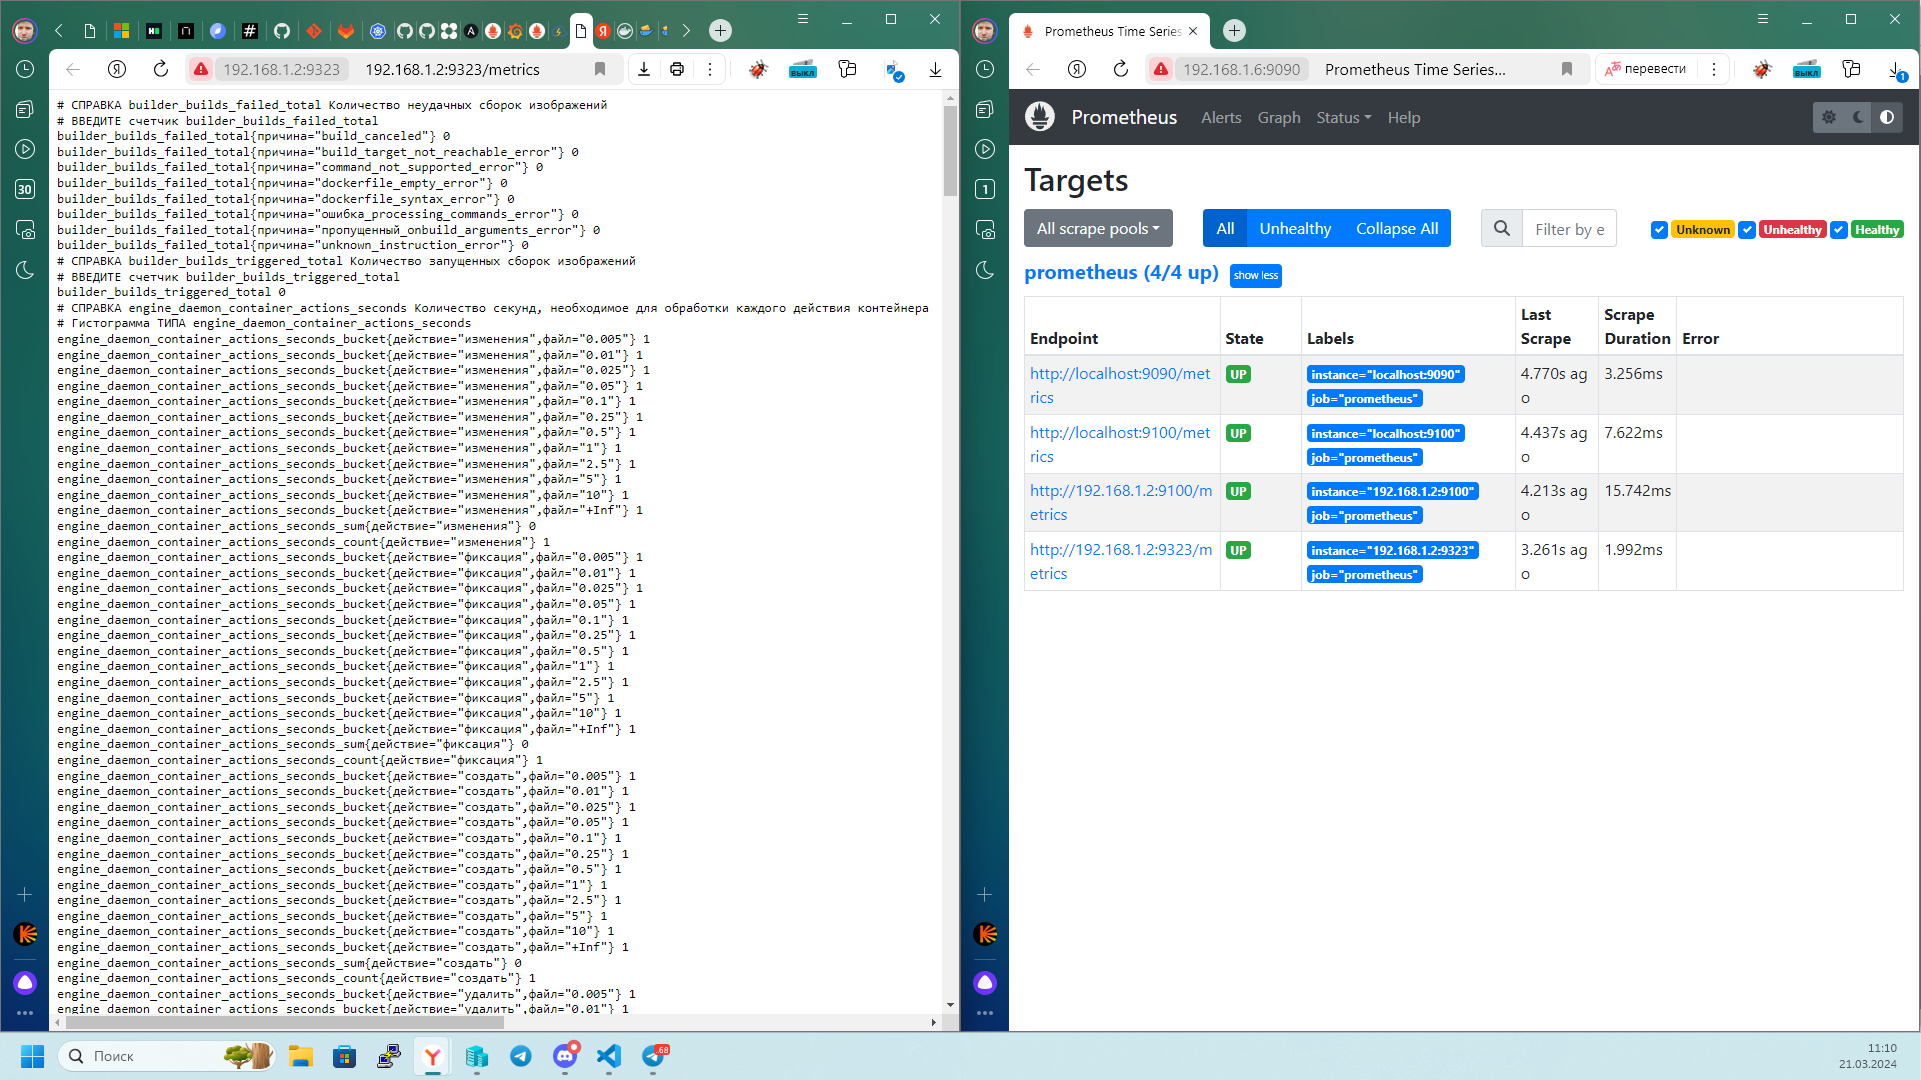 192.168.1.2:9323
192.168.1.2:9323/metrics
ВЫКЛ
30
# СПРАВКА builder_builds_failed_total Количество неудачных сборок изображений
# ВВЕДИТЕ счетчик builder_builds_failed_total
builder_builds_failed_total{причина="build_canceled"} 0
builder_builds_failed_total{причина="build_target_not_reachable_error"} 0
builder_builds_failed_total{причина="command_not_supported_error"} 0
builder_builds_failed_total{причина="dockerfile_empty_error"} 0
builder_builds_failed_total{причина="dockerfile_syntax_error"} 0
builder_builds_failed_total{причина="ошибка_processing_commands_error"} 0
builder_builds_failed_total{причина="пропущенный_onbuild_arguments_error"} 0
builder_builds_failed_total{причина="unknown_instruction_error"} 0
# СПРАВКА builder_builds_triggered_total Количество запущенных сборок изображений
# ВВЕДИТЕ счетчик builder_builds_triggered_total
builder_builds_triggered_total 0
# СПРАВКА engine_daemon_container_actions_seconds Количество секунд, необходимое для обработки каждого действия контейнера
# Гистограмма ТИПА engine_daemon_container_actions_seconds
engine_daemon_container_actions_seconds_bucket{действие="изменения",файл="0.005"} 1
engine_daemon_container_actions_seconds_bucket{действие="изменения",файл="0.01"} 1
engine_daemon_container_actions_seconds_bucket{действие="изменения",файл="0.025"} 1
engine_daemon_container_actions_seconds_bucket{действие="изменения",файл="0.05"} 1
engine_daemon_container_actions_seconds_bucket{действие="изменения",файл="0.1"} 1
engine_daemon_container_actions_seconds_bucket{действие="изменения",файл="0.25"} 1
engine_daemon_container_actions_seconds_bucket{действие="изменения",файл="0.5"} 1
engine_daemon_container_actions_seconds_bucket{действие="изменения",файл="1"} 1
engine_daemon_container_actions_seconds_bucket{действие="изменения",файл="2.5"} 1
engine_daemon_container_actions_seconds_bucket{действие="изменения",файл="5"} 1
engine_daemon_container_actions_seconds_bucket{действие="изменения",файл="10"} 1
engine_daemon_container_actions_seconds_bucket{действие="изменения",файл="+Inf"} 1
engine_daemon_container_actions_seconds_sum{действие="изменения"} 0
engine_daemon_container_actions_seconds_count{действие="изменения"} 1
engine_daemon_container_actions_seconds_bucket{действие="фиксация",файл="0.005"} 1
engine_daemon_container_actions_seconds_bucket{действие="фиксация",файл="0.01"} 1
engine_daemon_container_actions_seconds_bucket{действие="фиксация",файл="0.025"} 1
engine_daemon_container_actions_seconds_bucket{действие="фиксация",файл="0.05"} 1
engine_daemon_container_actions_seconds_bucket{действие="фиксация",файл="0.1"} 1
engine_daemon_container_actions_seconds_bucket{действие="фиксация",файл="0.25"} 1
engine_daemon_container_actions_seconds_bucket{действие="фиксация",файл="0.5"} 1
engine_daemon_container_actions_seconds_bucket{действие="фиксация",файл="1"} 1
engine_daemon_container_actions_seconds_bucket{действие="фиксация",файл="2.5"} 1
engine_daemon_container_actions_seconds_bucket{действие="фиксация",файл="5"} 1
engine_daemon_container_actions_seconds_bucket{действие="фиксация",файл="10"} 1
engine_daemon_container_actions_seconds_bucket{действие="фиксация",файл="+Inf"} 1
engine_daemon_container_actions_seconds_sum{действие="фиксация"} 0
engine_daemon_container_actions_seconds_count{действие="фиксация"} 1
engine_daemon_container_actions_seconds_bucket{действие="создать",файл="0.005"} 1
engine_daemon_container_actions_seconds_bucket{действие="создать",файл="0.01"} 1
engine_daemon_container_actions_seconds_bucket{действие="создать",файл="0.025"} 1
engine_daemon_container_actions_seconds_bucket{действие="создать",файл="0.05"} 1
engine_daemon_container_actions_seconds_bucket{действие="создать",файл="0.1"} 1
engine_daemon_container_actions_seconds_bucket{действие="создать",файл="0.25"} 1
engine_daemon_container_actions_seconds_bucket{действие="создать",файл="0.5"} 1
engine_daemon_container_actions_seconds_bucket{действие="создать",файл="1"} 1
engine_daemon_container_actions_seconds_bucket{действие="создать",файл="2.5"} 1
engine_daemon_container_actions_seconds_bucket{действие="создать",файл="5"} 1
engine_daemon_container_actions_seconds_bucket{действие="создать",файл="10"} 1
engine_daemon_container_actions_seconds_bucket{действие="создать",файл="+Inf"} 1
engine_daemon_container_actions_seconds_sum{действие="создать"} 0
engine_daemon_container_actions_seconds_count{действие="создать"} 1
engine_daemon_container_actions_seconds_bucket{действие="удалить",файл="0.005"} 1
engine_daemon_container_actions_seconds_bucket{действие="удалить",файл="0.01"} 1
Prometheus Time Series
192.168.1.6:9090
Prometheus Time Series...
перевести
ВЫКЛ
1
1
Prometheus Alerts Graph Status Help
Targets
All scrape pools
All Unhealthy Collapse All
Filter by e
Unknown Unhealthy Healthy
prometheus (4/4 up) show less
Endpoint State Labels Last Scrape Scrape Duration Error
http://localhost:9090/met UP instance="localhost:9090" 4.770s ag 3.256ms
rics job="prometheus" o
http://localhost:9100/met UP instance="localhost:9100" 4.437s ag 7.622ms
rics job="prometheus" o
http://192.168.1.2:9100/m UP instance="192.168.1.2:9100" 4.213s ag 15.742ms
etrics job="prometheus" o
http://192.168.1.2:9323/m UP instance="192.168.1.2:9323" 3.261s ag 1.992ms
etrics job="prometheus" o
Поиск
68
11:10
21.03.2024